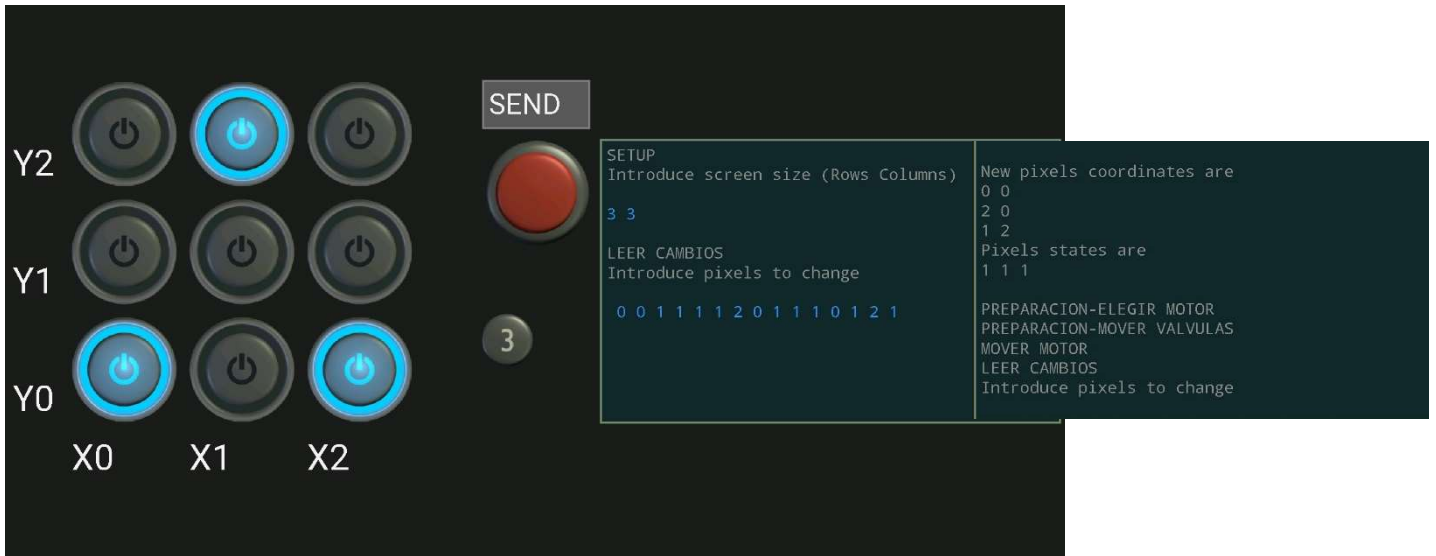 Y2
Y1
Y0
X0 X1 X2
SEND
3
SETUP
Introduce screen size (Rows Columns)
3 3
LEER CAMBIOS
Introduce pixels to change
0 0 1 1 1 1 2 0 1 1 1 0 1 2 1
New pixels coordinates are
0 0
2 0
1 2
Pixels states are
1 1 1
PREPARACION-ELEGIR MOTOR
PREPARACION-MOVER VALVULAS
MOVER MOTOR
LEER CAMBIOS
Introduce pixels to change